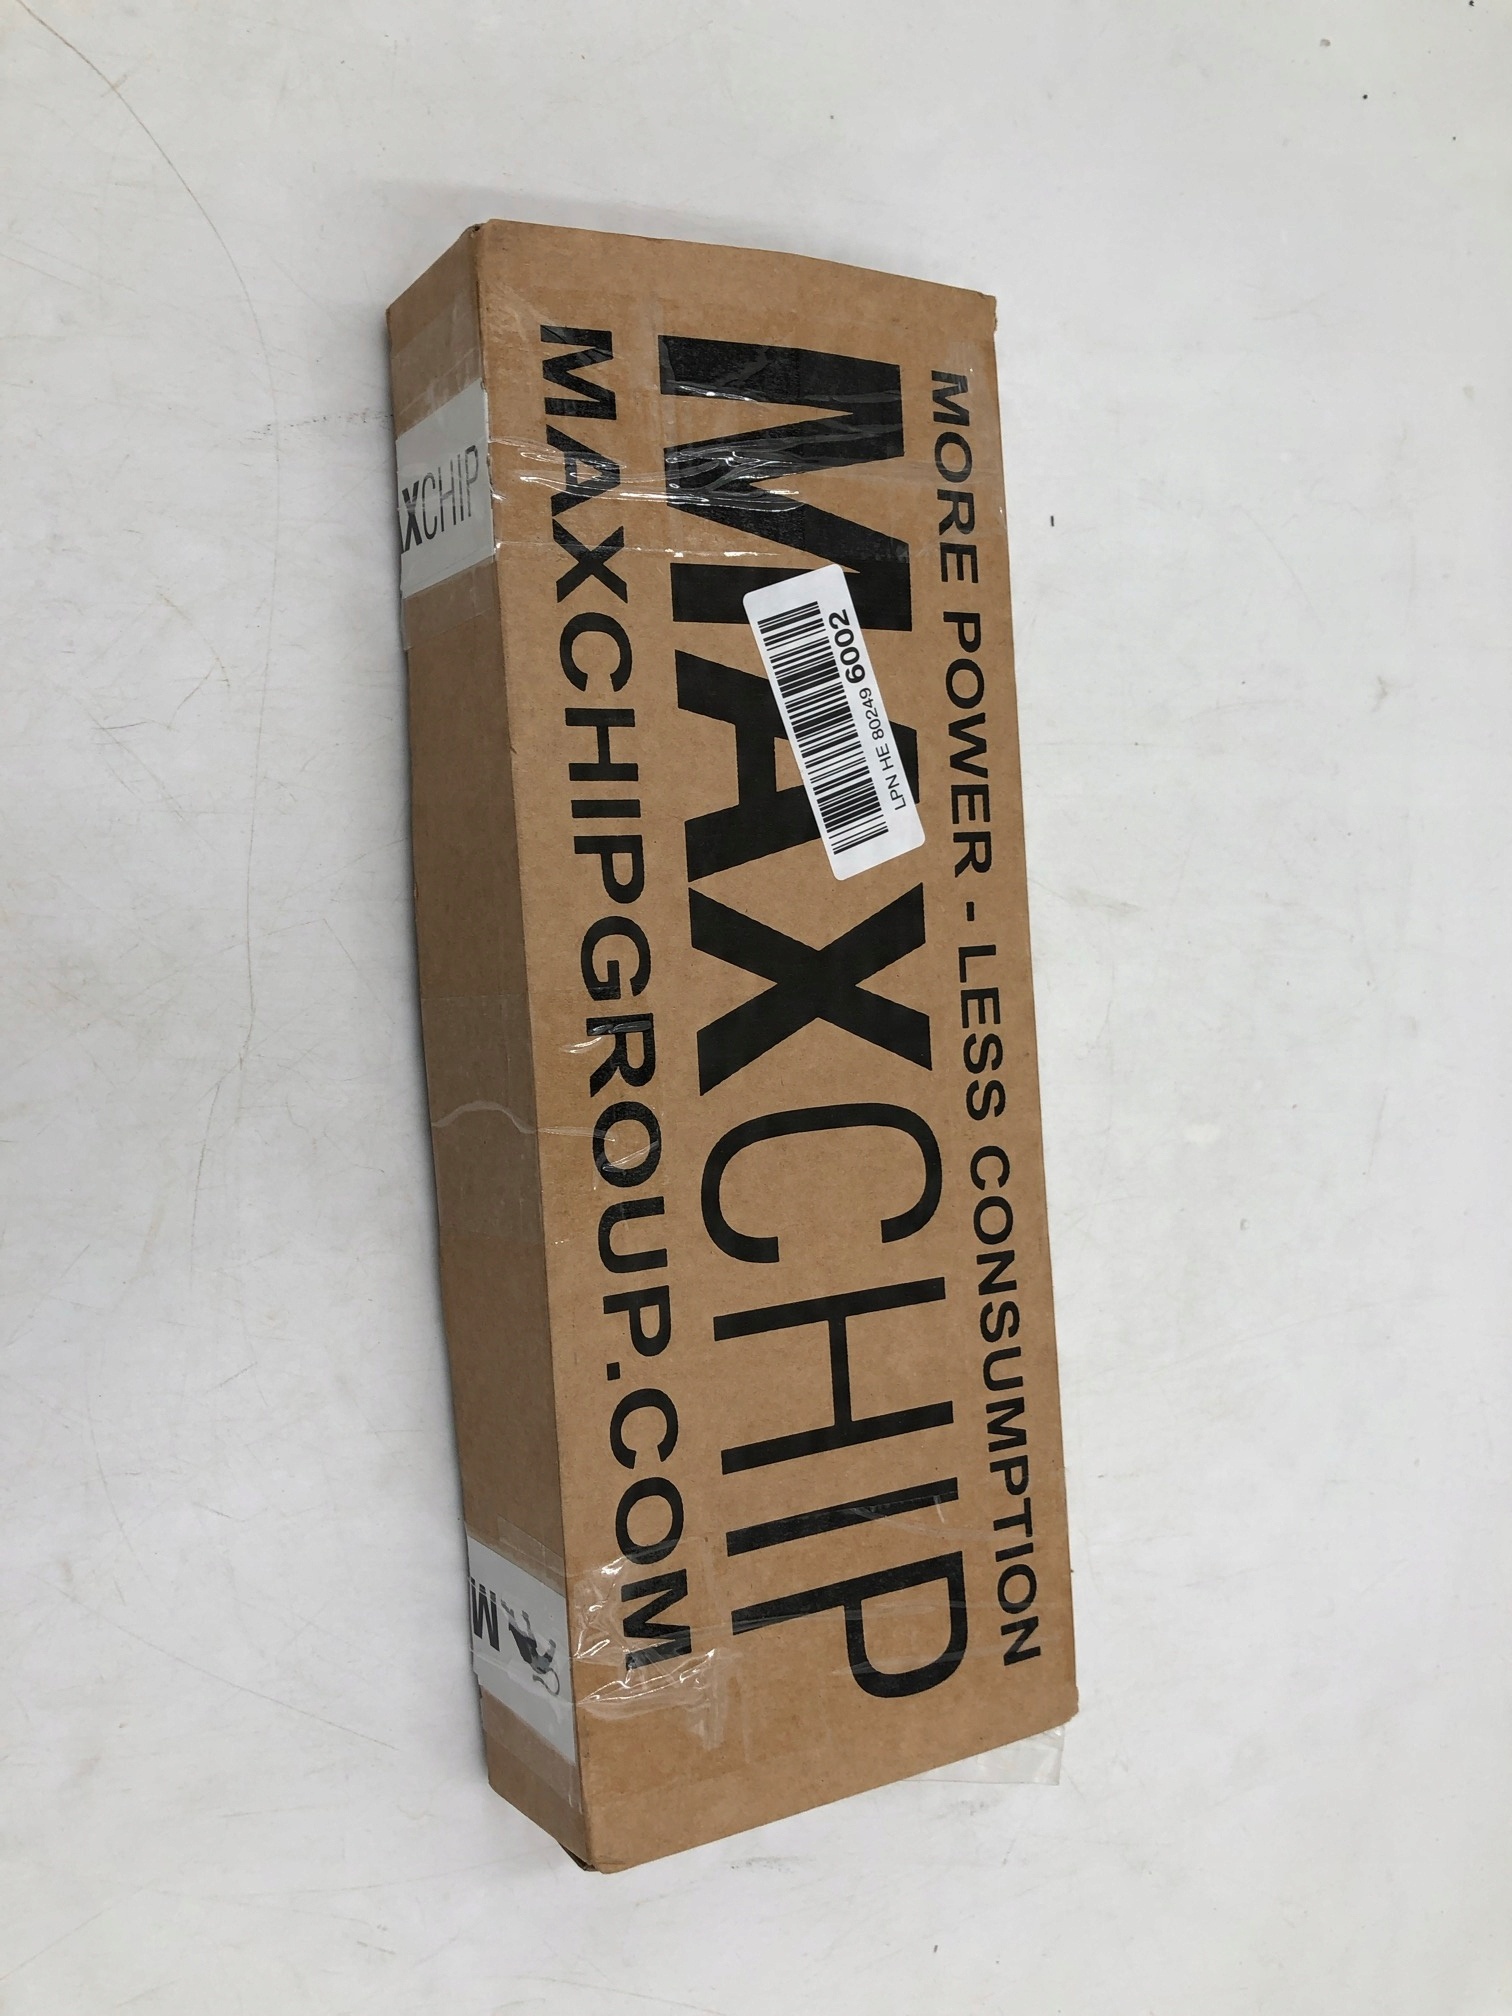 MORE POWER - LESS CONSUMPTION
MAXCHIP
MAXCHIPGROUP.COM
LPN HE 80249 6002
XCHIP
M